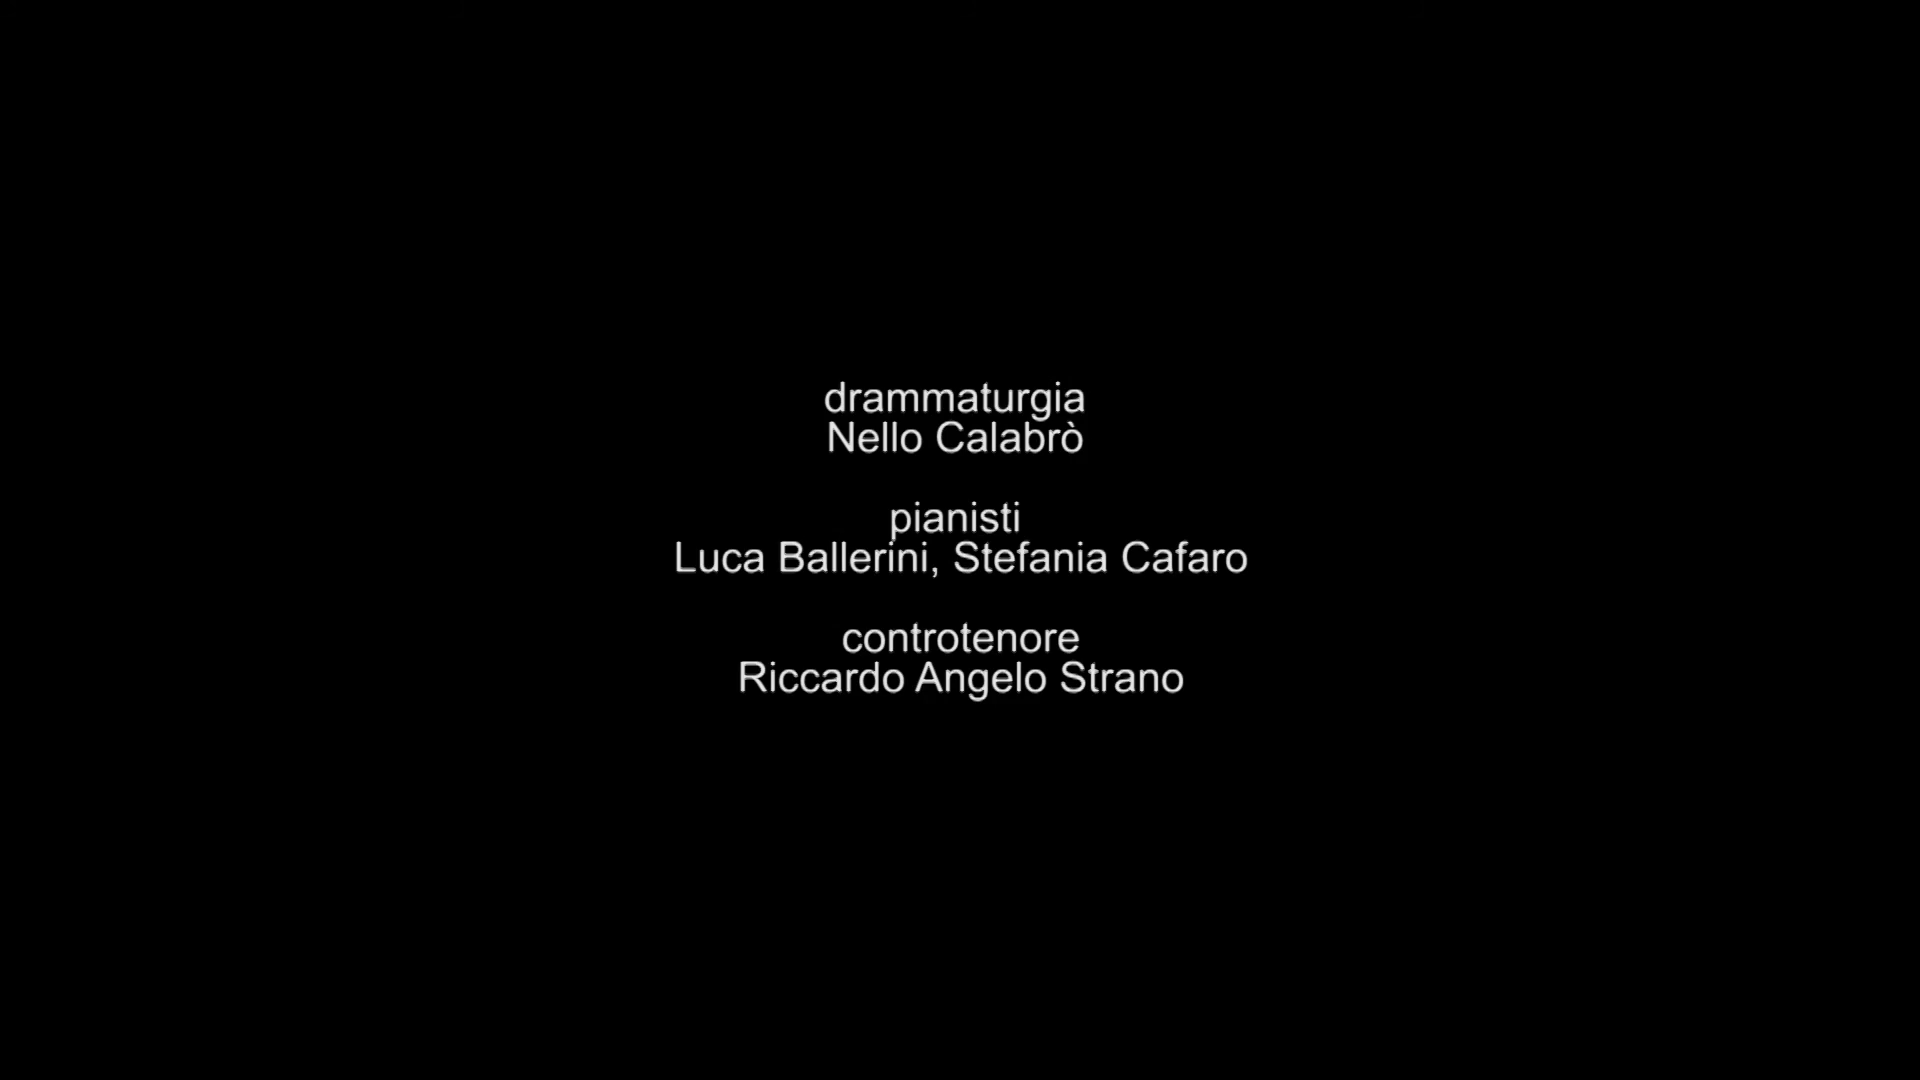 drammaturgia
Nello Calabrò
pianisti
Luca Ballerini, Stefania Cafaro
controtenore
Riccardo Angelo Strano